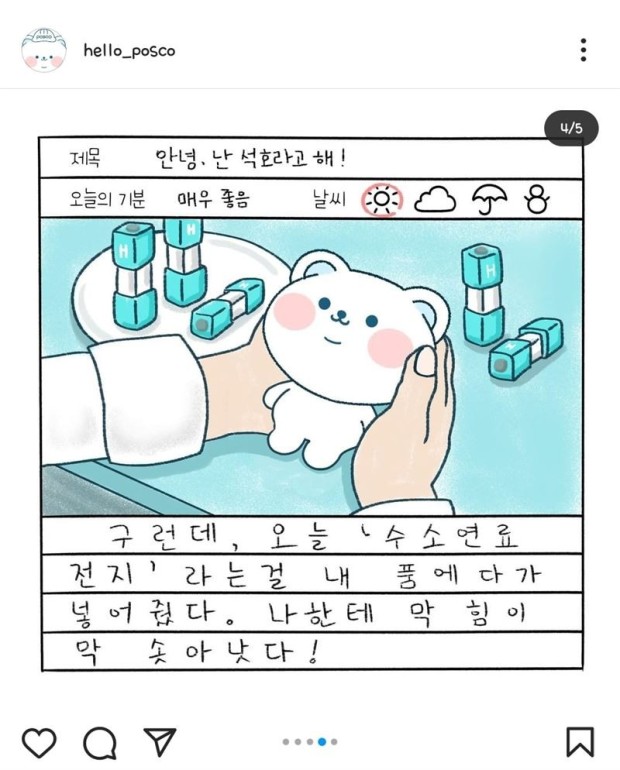 hello_posco
4/5
제목 안녕. 난 석호라고 해!
오늘의 기분 매우 좋음 날씨
H H
H
구런데, 오늘 '수소연료
전지' 라는걸 내 품에다가
넣어줬다. 나한테 막 힘이
막 솟아낫다!